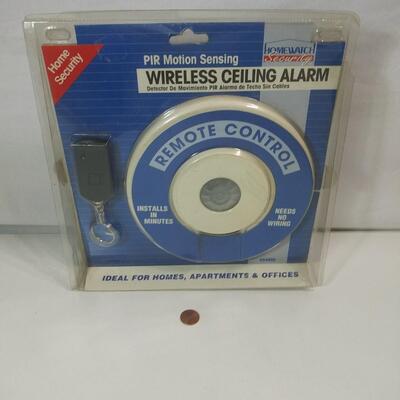 Home
Security
PIR Motion Sensing
HOMEWATCH
Security
WIRELESS CEILING ALARM
Detector De Movimiento PIR Alarma de Techo Sin Cables
REMOTE CONTROL
INSTALLS
IN
MINUTES
NEEDS
NO
WIRING
IDEAL FOR HOMES, APARTMENTS & OFFICES